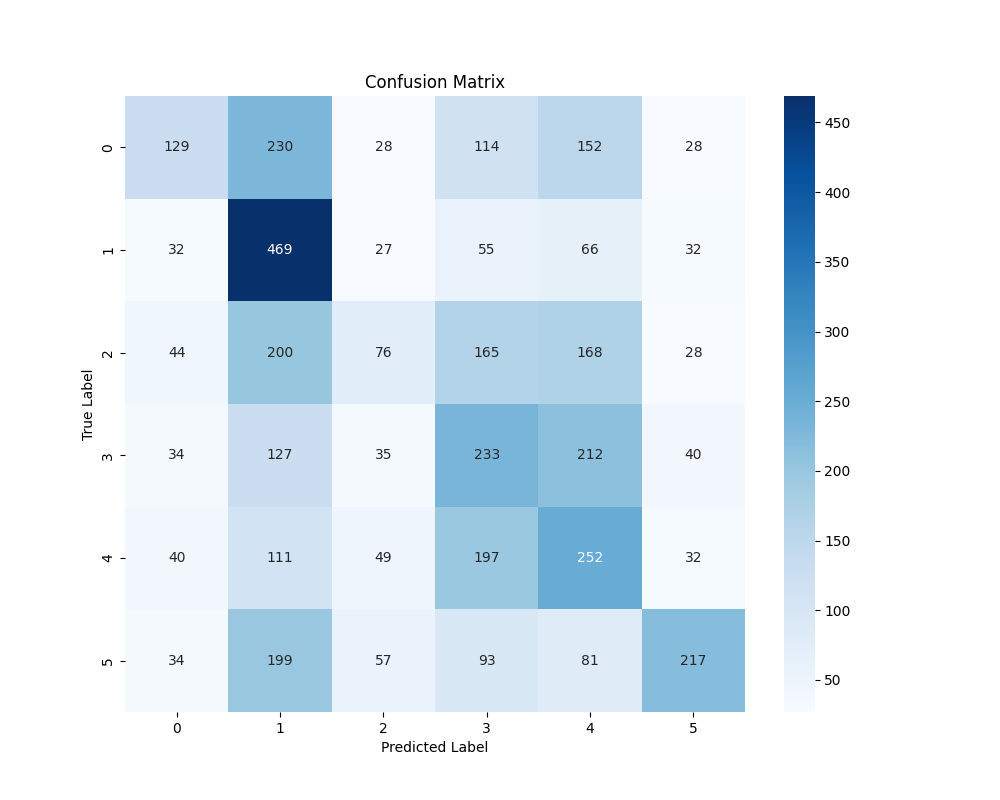 Confusion Matrix
0 129 230 28 114 152 28
1 32 469 27 55 66 32
2 44 200 76 165 168 28
3 34 127 35 233 212 40
4 40 111 49 197 252 32
5 34 199 57 93 81 217
0 1 2 3 4 5
Predicted Label
True Label
450
400
350
300
250
200
150
100
50